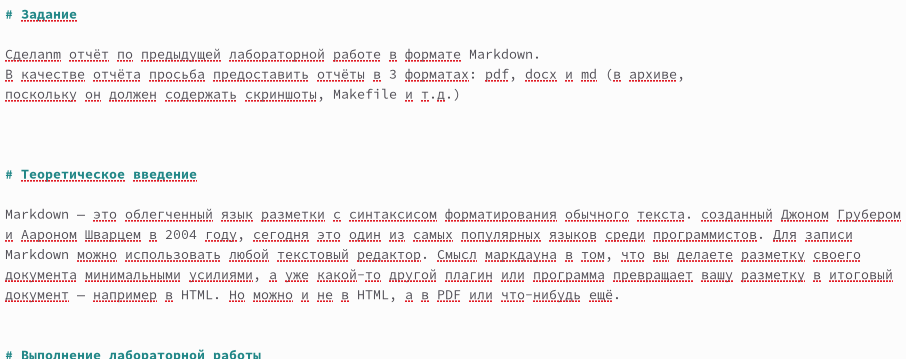 # Задание
Сделапт отчёт по предыдущей лабораторной работе в формате Markdown.
В качестве отчёта просьба предоставить отчёты в 3 форматах: pdf, docx и md (в архиве,
поскольку он должен содержать скриншоты, Makefile и т.д.)
# Теоретическое введение
Markdown — это облегченный язык разметки с синтаксисом форматирования обычного текста. созданный Джоном Грубером
и Аароном Шварцем в 2004 году, сегодня это один из самых популярных языков среди программистов. Для записи
Markdown можно использовать любой текстовый редактор. Смысл маркдауна в том, что вы делаете разметку своего
документа минимальными усилиями, а уже какой-то другой плагин или программа превращает вашу разметку в итоговый
документ — например в HTML. Но можно и не в HTML, а в PDF или что-нибудь ещё.
# Выполнение лабораторной работы